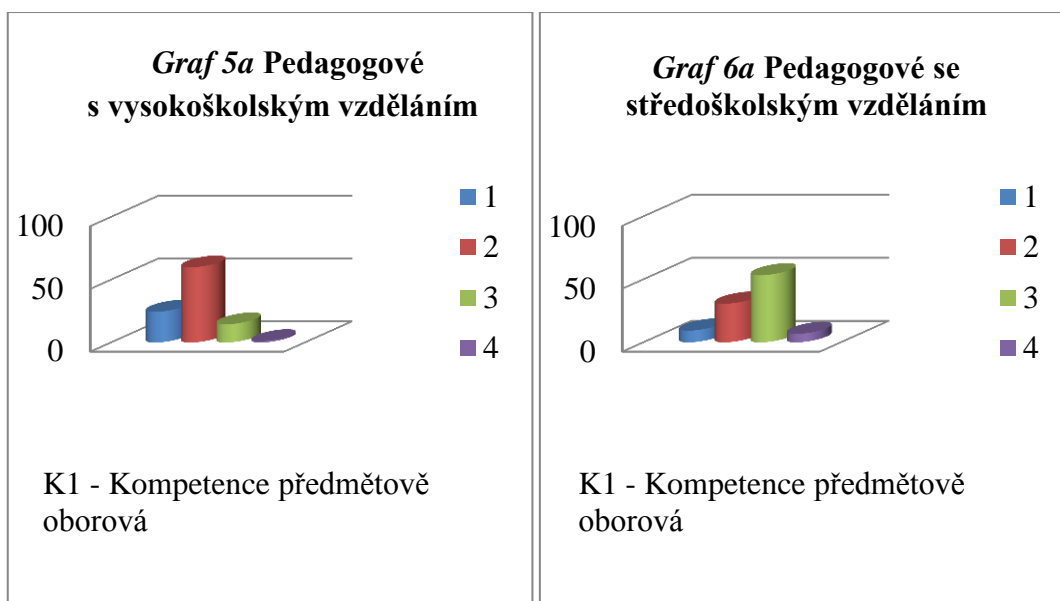 Graf 5a Pedagogové
s vysokoškolským vzděláním
100
50
0
1
2
3
4
K1 - Kompetence předmětově
oborová
Graf 6a Pedagogové se
středoškolským vzděláním
100
50
0
1
2
3
4
K1 - Kompetence předmětově
oborová